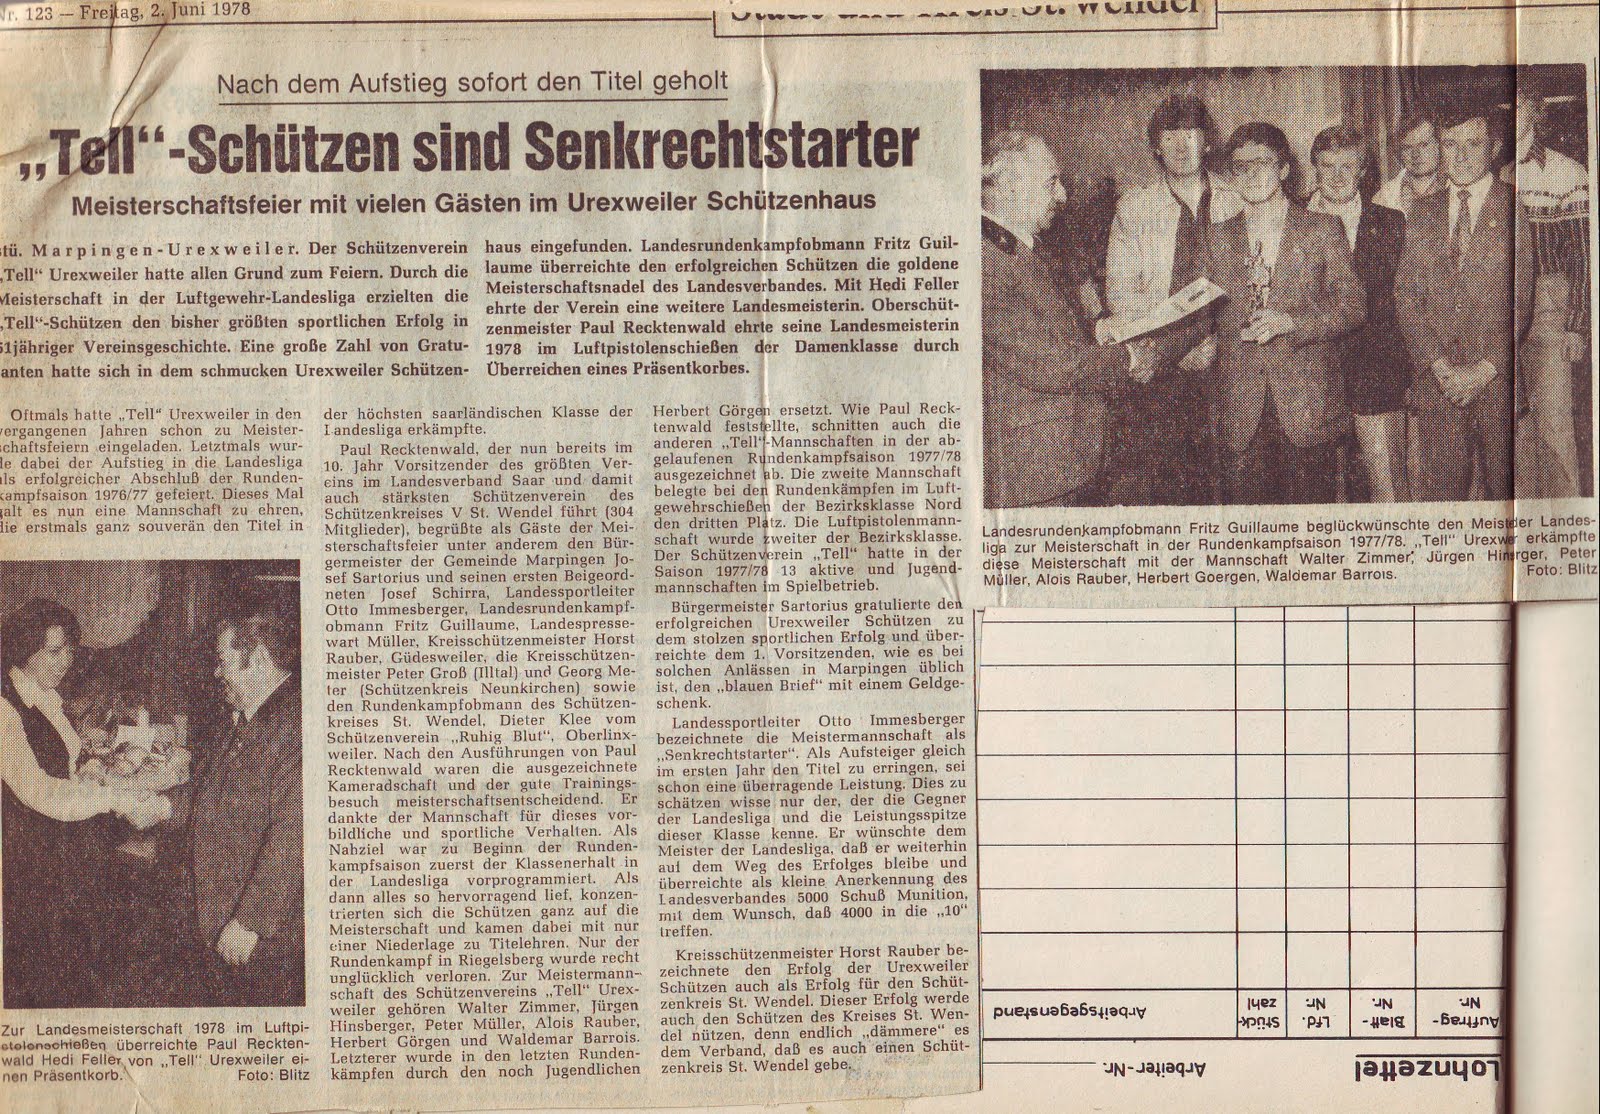 Nr. 123 — Freitag, 2. Juni 1978
Stadt und Kreis St. Wendel
Nach dem Aufstieg sofort den Titel geholt
„Tell“-Schützen sind Senkrechtstarter
Meisterschaftsfeier mit vielen Gästen im Urexweiler Schützenhaus
stü. Marpingen-Urexweiler. Der Schützenverein
„Tell“ Urexweiler hatte allen Grund zum Feiern. Durch die
Meisterschaft in der Luftgewehr-Landesliga erzielten die
„Tell“-Schützen den bisher größten sportlichen Erfolg in
51jähriger Vereinsgeschichte. Eine große Zahl von Gratu-
lanten hatte sich in dem schmucken Urexweiler Schützen-
haus eingefunden. Landesrundenkampfobmann Fritz Guil-
laume überreichte den erfolgreichen Schützen die goldene
Meisterschaftsnadel des Landesverbandes. Mit Hedi Feller
ehrte der Verein eine weitere Landesmeisterin. Oberschüt-
zenmeister Paul Recktenwald ehrte seine Landesmeisterin
1978 im Luftpistolenschießen der Damenklasse durch
Überreichen eines Präsentkorbes.
Oftmals hatte „Tell“ Urexweiler in den
vergangenen Jahren schon zu Meister-
schaftsfeiern eingeladen. Letztmals wur-
de dabei der Aufstieg in die Landesliga
als erfolgreicher Abschluß der Runden-
kampfsaison 1976/77 gefeiert. Dieses Mal
galt es nun eine Mannschaft zu ehren,
die erstmals ganz souverän den Titel in
der höchsten saarländischen Klasse der
Landesliga erkämpfte.
Paul Recktenwald, der nun bereits im
10. Jahr Vorsitzender des größten Ver-
eins im Landesverband Saar und damit
auch stärksten Schützenverein des
Schützenkreises V St. Wendel führt (304
Mitglieder), begrüßte als Gäste der Mei-
sterschaftsfeier unter anderem den Bür-
germeister der Gemeinde Marpingen Jo-
sef Sartorius und seinen ersten Beigeord-
neten Josef Schirra, Landessportleiter
Otto Immesberger, Landesrundenkampf-
obmann Fritz Guillaume, Landespresse-
wart Müller, Kreisschützenmeister Horst
Rauber, Güdesweiler, die Kreisschützen-
meister Peter Groß (Illtal) und Georg Me-
ter (Schützenkreis Neunkirchen) sowie
den Rundenkampfobmann des Schützen-
kreises St. Wendel, Dieter Klee vom
Schützenverein „Ruhig Blut“, Oberlinx-
weiler. Nach den Ausführungen von Paul
Recktenwald waren die ausgezeichnete
Kameradschaft und der gute Trainings-
besuch meisterschaftsentscheidend. Er
dankte der Mannschaft für dieses vor-
bildliche und sportliche Verhalten. Als
Nahziel war zu Beginn der Runden-
kampfsaison zuerst der Klassenerhalt in
der Landesliga vorprogrammiert. Als
dann alles so hervorragend lief, konzen-
trierten sich die Schützen ganz auf die
Meisterschaft und kamen dabei mit nur
einer Niederlage zu Titelehren. Nur der
Rundenkampf in Riegelsberg wurde recht
unglücklich verloren. Zur Meistermann-
schaft des Schützenvereins „Tell“ Urex-
weiler gehören Walter Zimmer, Jürgen
Hinsberger, Peter Müller, Alois Rauber,
Herbert Görgen und Waldemar Barrois.
Letzterer wurde in den letzten Runden-
kämpfen durch den noch Jugendlichen
Herbert Görgen ersetzt. Wie Paul Reck-
tenwald feststellte, schnitten auch die
anderen „Tell“-Mannschaften in der ab-
gelaufenen Rundenkampfsaison 1977/78
ausgezeichnet ab. Die zweite Mannschaft
belegte bei den Rundenkämpfen im Luft-
gewehrschießen der Bezirksklasse Nord
den dritten Platz. Die Luftpistolenmann-
schaft wurde zweiter der Bezirksklasse.
Der Schützenverein „Tell“ hatte in der
Saison 1977/78 13 aktive und Jugend-
mannschaften im Spielbetrieb.
Bürgermeister Sartorius gratulierte den
erfolgreichen Urexweiler Schützen zu
dem stolzen sportlichen Erfolg und über-
reichte dem 1. Vorsitzenden, wie es bei
solchen Anlässen in Marpingen üblich
ist, den „blauen Brief“ mit einem Geldge-
schenk.
Landessportleiter Otto Immesberger
bezeichnete die Meistermannschaft als
„Senkrechtstarter“. Als Aufsteiger gleich
im ersten Jahr den Titel zu erringen, sei
schon eine überragende Leistung. Dies zu
schätzen wisse nur der, der die Gegner
der Landesliga und die Leistungsspitze
dieser Klasse kenne. Er wünschte dem
Meister der Landesliga, daß er weiterhin
auf dem Weg des Erfolges bleibe und
überreichte als kleine Anerkennung des
Landesverbandes 5000 Schuß Munition,
mit dem Wunsch, daß 4000 in die „10“
treffen.
Kreisschützenmeister Horst Rauber be-
zeichnete den Erfolg der Urexweiler
Schützen auch als Erfolg für den Schüt-
zenkreis St. Wendel. Dieser Erfolg werde
auch den Schützen des Kreises St. Wen-
del nützen, denn endlich „dämmere“ es
dem Verband, daß es auch einen Schüt-
zenkreis St. Wendel gebe.
Zur Landesmeisterschaft 1978 im Luftpi-
stolenschießen überreichte Paul Reckten-
wald Hedi Feller von „Tell“ Urexweiler ei-
nen Präsentkorb. Foto: Blitz
Landesrundenkampfobmann Fritz Guillaume beglückwünschte den Meister Landes-
liga zur Meisterschaft in der Rundenkampfsaison 1977/78. „Tell“ Urexwe erkämpfte
diese Meisterschaft mit der Mannschaft Walter Zimmer, Jürgen Hinsrger, Peter
Müller, Alois Rauber, Herbert Goergen, Waldemar Barrois. Foto: Blitz
Lohnzettel
Arbeiter-Nr.
Auftrag-
Nr.
Blatt-
Nr.
Lfd.
Nr.
Stück-
zahl
Arbeitsgegenstand